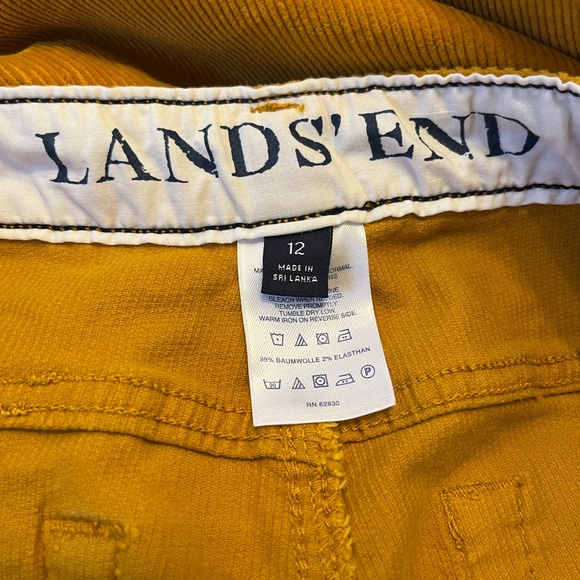 LANDS' END
12
MADE IN
SRI LANKA
BLEACH WHEN NEEDED.
REMOVE PROMPTLY.
TUMBLE DRY LOW.
WARM IRON ON REVERSE SIDE.
98% BAUMWOLLE 2% ELASTHAN
30
P
RN 62830